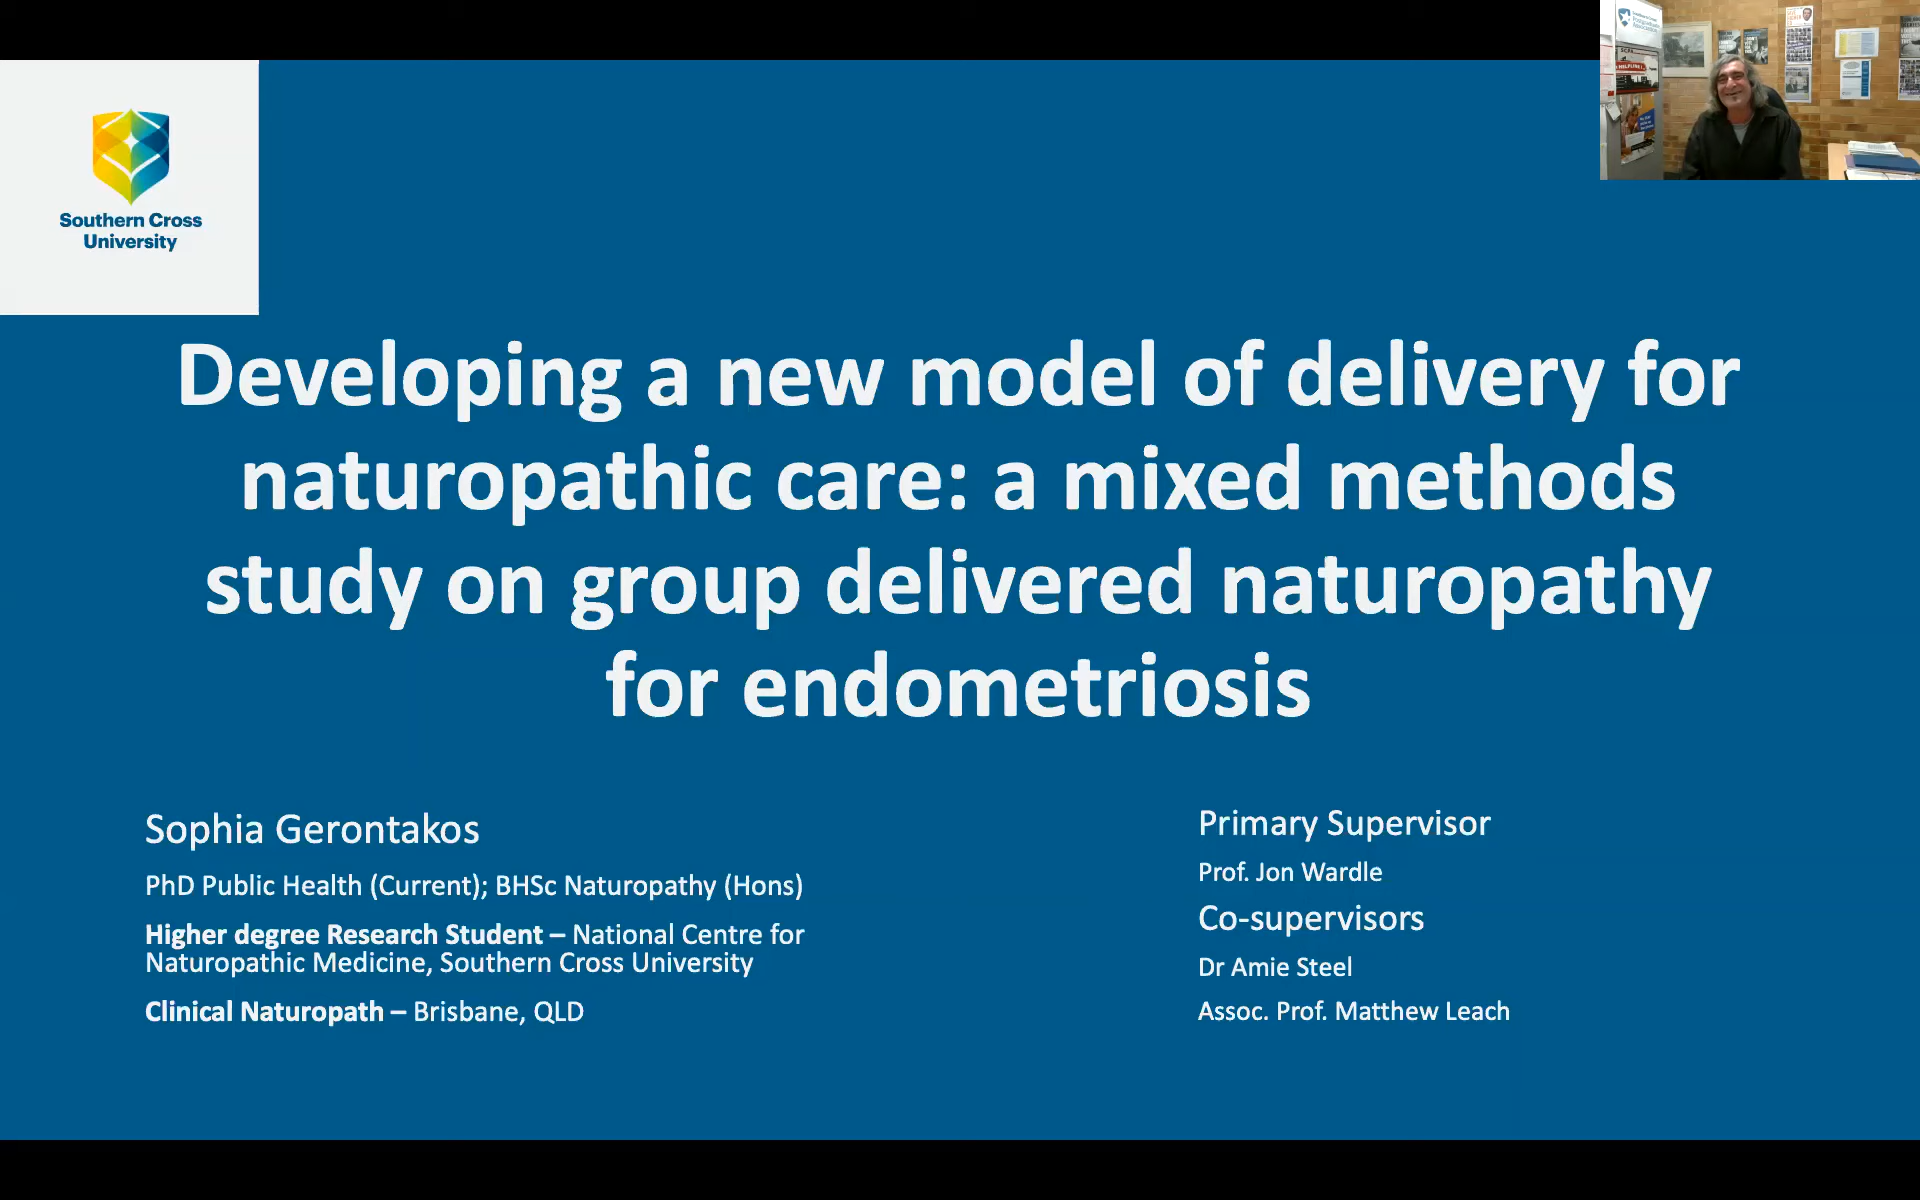 Southern Cross
University
Developing a new model of delivery for
naturopathic care: a mixed methods
study on group delivered naturopathy
for endometriosis
Sophia Gerontakos
PhD Public Health (Current); BHSc Naturopathy (Hons)
Higher degree Research Student – National Centre for
Naturopathic Medicine, Southern Cross University
Clinical Naturopath – Brisbane, QLD
Primary Supervisor
Prof. Jon Wardle
Co-supervisors
Dr Amie Steel
Assoc. Prof. Matthew Leach